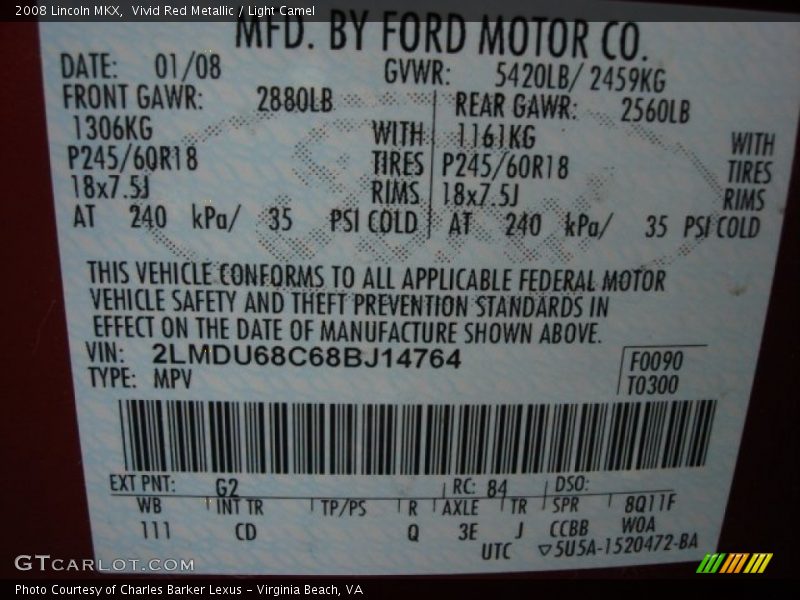 2008 Lincoln MKX,  Vivid Red Metallic / Light Camel
MFD. BY FORD MOTOR CO.
DATE: 01/08 GVWR: 5420LB/ 2459KG
FRONT GAWR: 2880LB REAR GAWR: 2560LB
1306KG WITH 1161KG WITH
P245/60R18 TIRES P245/60R18 TIRES
18x7.5J RIMS 18x7.5J RIMS
AT 240 kPa/ 35 PSI COLD AT 240 kPa/ 35 PSI COLD
THIS VEHICLE CONFORMS TO ALL APPLICABLE FEDERAL MOTOR
VEHICLE SAFETY AND THEFT PREVENTION STANDARDS IN
EFFECT ON THE DATE OF MANUFACTURE SHOWN ABOVE.
VIN: 2LMDU68C68BJ14764 F0090
TYPE: MPV T0300
EXT PNT: G2 RC: 84 DSO:
WB INT TR TP/PS R AXLE TR SPR 8Q11F
111 CD Q 3E J CCBB W0A
UTC ▽5U5A-1520472-BA
GTCARLOT.COM
Photo Courtesy of Charles Barker Lexus - Virginia Beach, VA